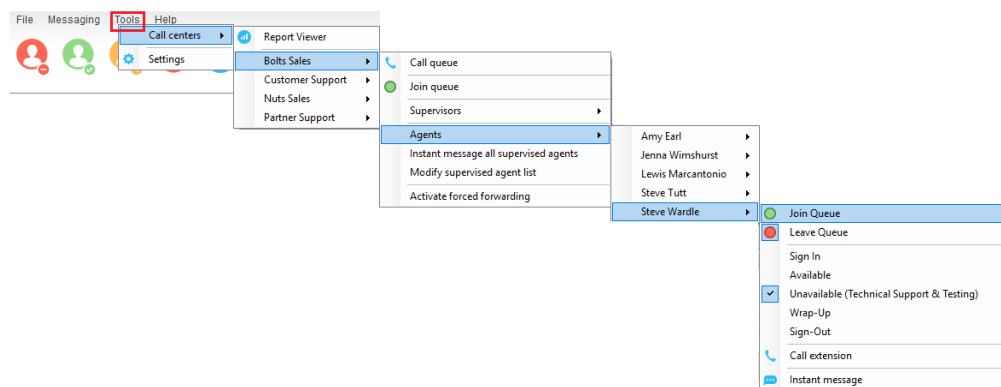 File Messaging Tools Help
Call centers
Settings
Report Viewer
Bolts Sales
Customer Support
Nuts Sales
Partner Support
Call queue
Join queue
Supervisors
Agents
Instant message all supervised agents
Modify supervised agent list
Activate forced forwarding
Amy Earl
Jenna Wimshurst
Lewis Marcantonio
Steve Tutt
Steve Wardle
Join Queue
Leave Queue
Sign In
Available
Unavailable (Technical Support & Testing)
Wrap-Up
Sign-Out
Call extension
Instant message